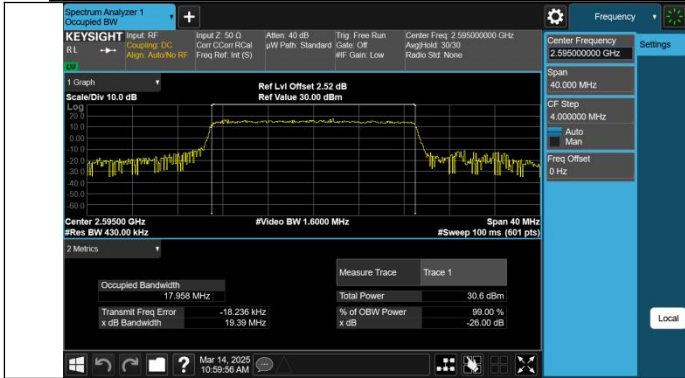 Spectrum Analyzer 1
Occupied BW
+
Frequency
KEYSIGHT
RL
Input: RF
Coupling: DC
Align: Auto/No RF
Input Z: 50 Ω
Corr CCorr RCal
Freq Ref: Int (S)
Atten: 40 dB
µW Path: Standard
Trig: Free Run
Gate: Off
#IF Gain: Low
Center Freq: 2.595000000 GHz
Avg|Hold: 30/30
Radio Std: None
1 Graph
Scale/Div 10.0 dB
Ref Lvl Offset 2.52 dB
Ref Value 30.00 dBm
Log
20.0
10.0
0.00
-10.0
-20.0
-30.0
-40.0
-50.0
-60.0
Center 2.59500 GHz
#Res BW 430.00 kHz
#Video BW 1.6000 MHz
Span 40 MHz
#Sweep 100 ms (601 pts)
2 Metrics
Measure Trace Trace 1
Occupied Bandwidth
17.958 MHz
Total Power 30.6 dBm
Transmit Freq Error -18.236 kHz
% of OBW Power 99.00 %
x dB Bandwidth 19.39 MHz
x dB -26.00 dB
Center Frequency
2.595000000 GHz
Span
40.000 MHz
CF Step
4.000000 MHz
Auto
Man
Freq Offset
0 Hz
Settings
Local
?
Mar 14, 2025
10:59:56 AM